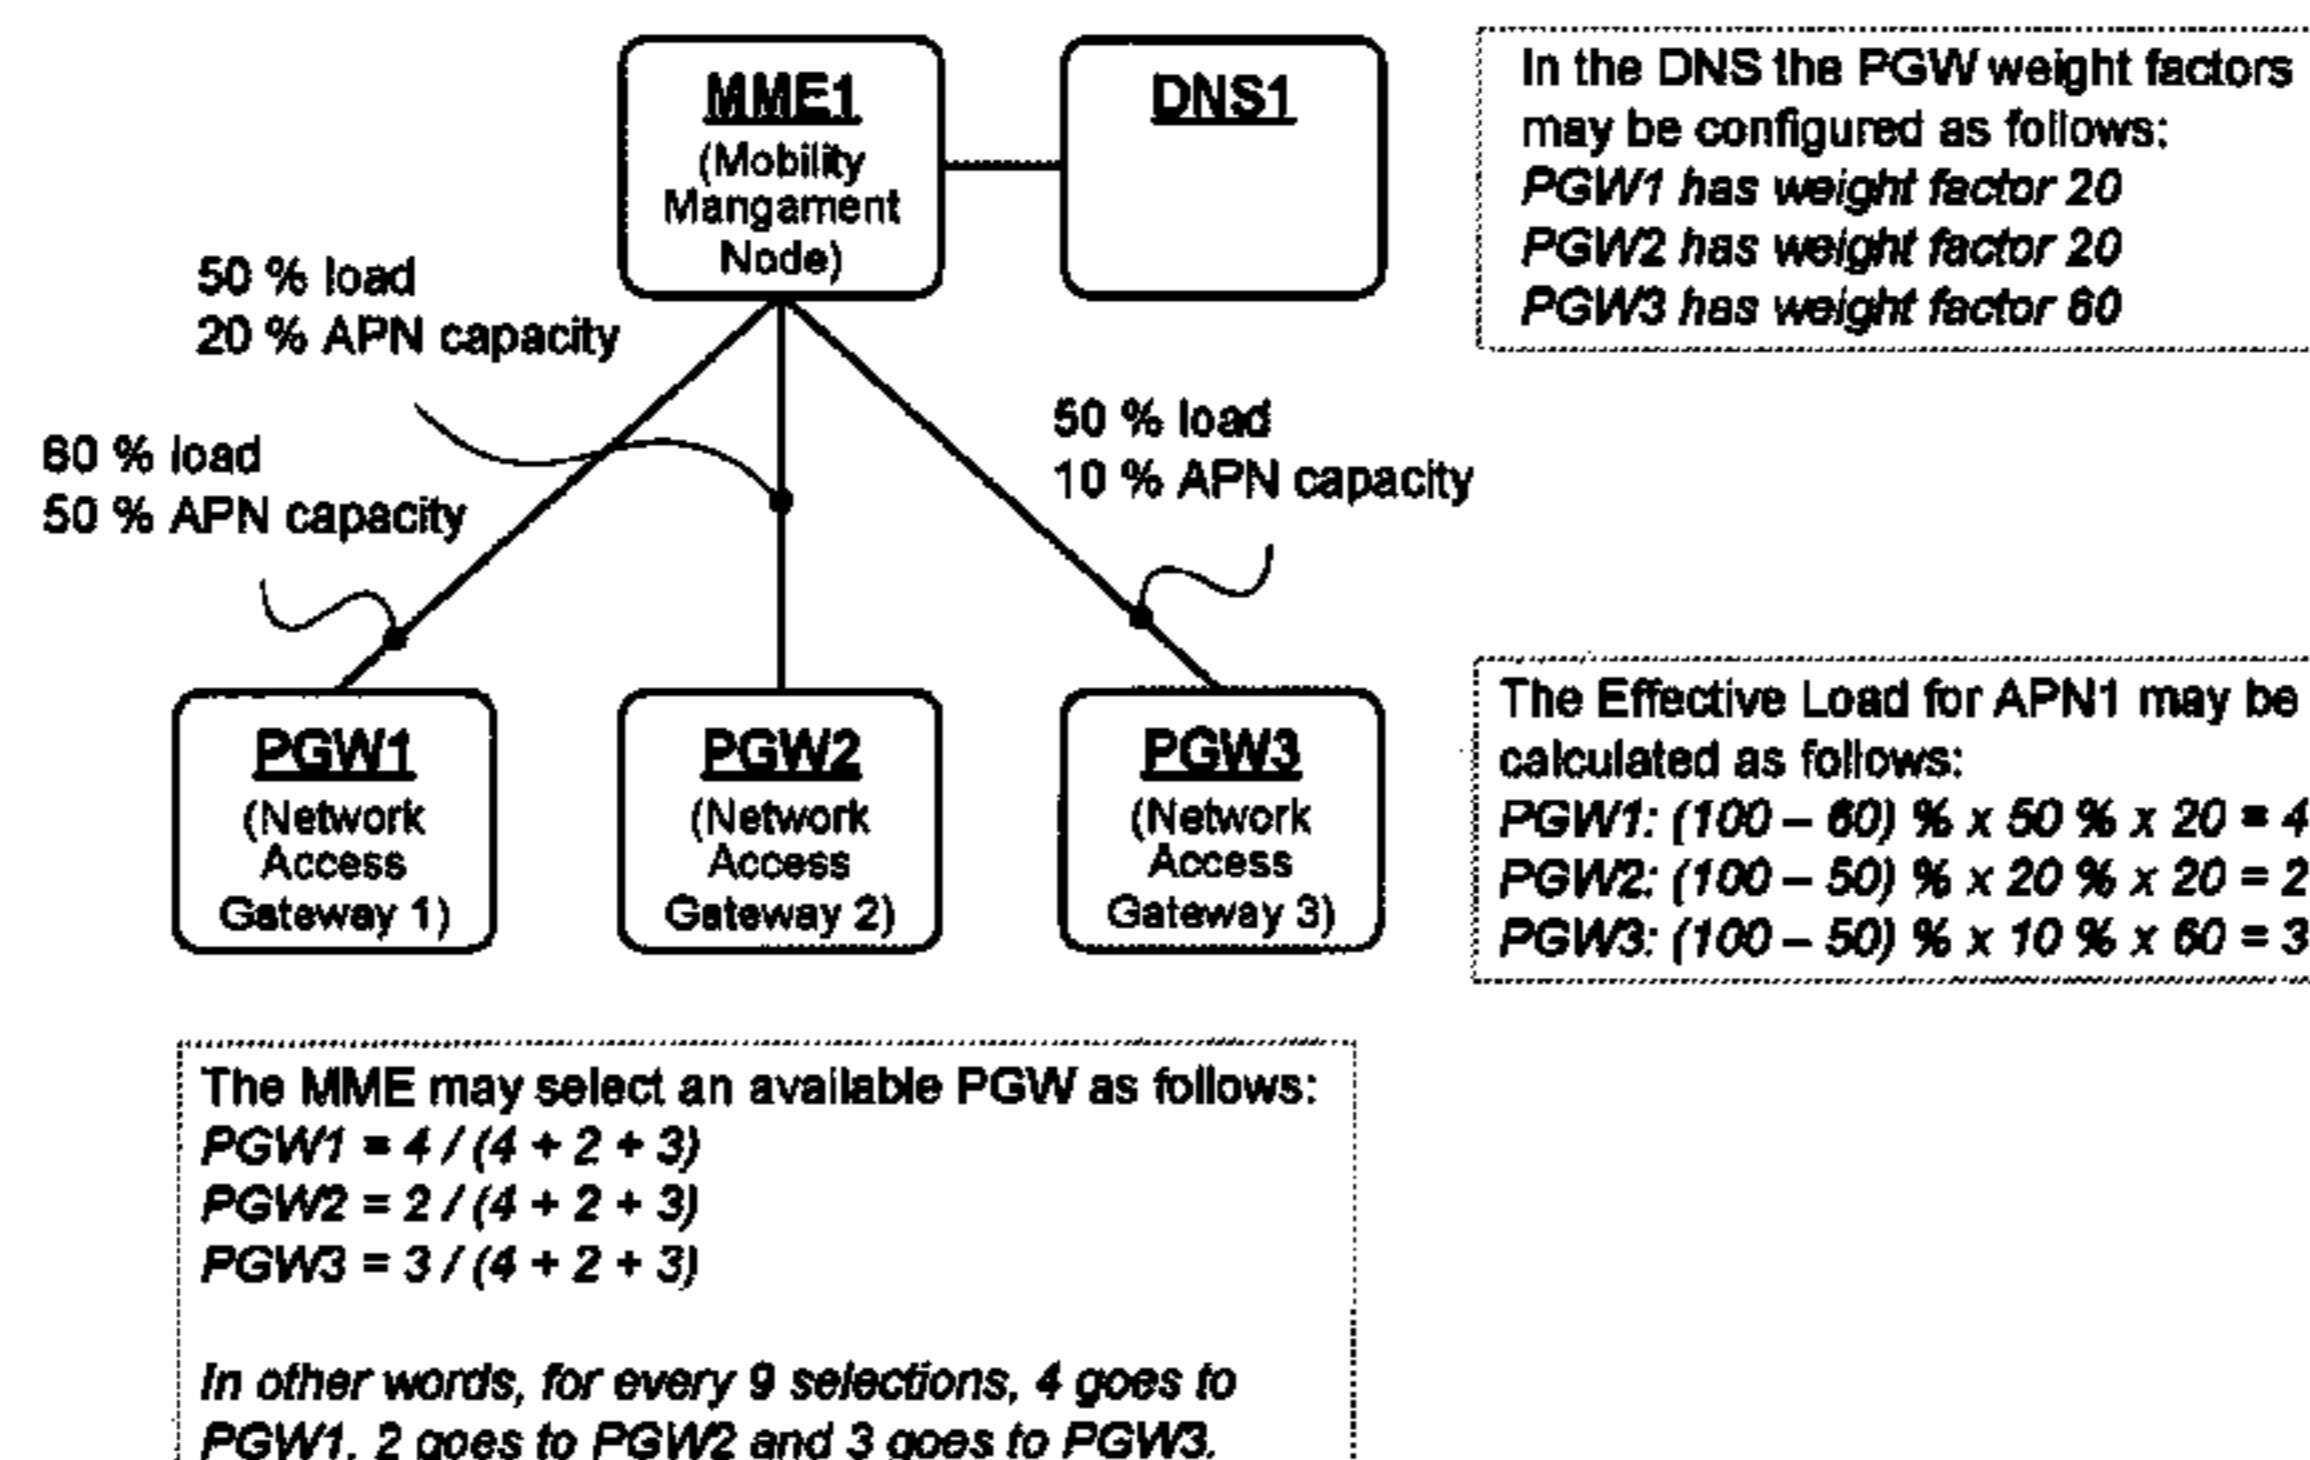 MME1
(Mobility
Mangament
Node)
DNS1
In the DNS the PGW weight factors
may be configured as follows:
PGW1 has weight factor 20
PGW2 has weight factor 20
PGW3 has weight factor 60
50 % load
20 % APN capacity
60 % load
50 % APN capacity
50 % load
10 % APN capacity
PGW1
(Network
Access
Gateway 1)
PGW2
(Network
Access
Gateway 2)
PGW3
(Network
Access
Gateway 3)
The Effective Load for APN1 may be
calculated as follows:
PGW1: (100 – 60) % x 50 % x 20 = 4
PGW2: (100 – 50) % x 20 % x 20 = 2
PGW3: (100 – 50) % x 10 % x 60 = 3
The MME may select an available PGW as follows:
PGW1 = 4 / (4 + 2 + 3)
PGW2 = 2 / (4 + 2 + 3)
PGW3 = 3 / (4 + 2 + 3)
In other words, for every 9 selections, 4 goes to
PGW1, 2 goes to PGW2 and 3 goes to PGW3.